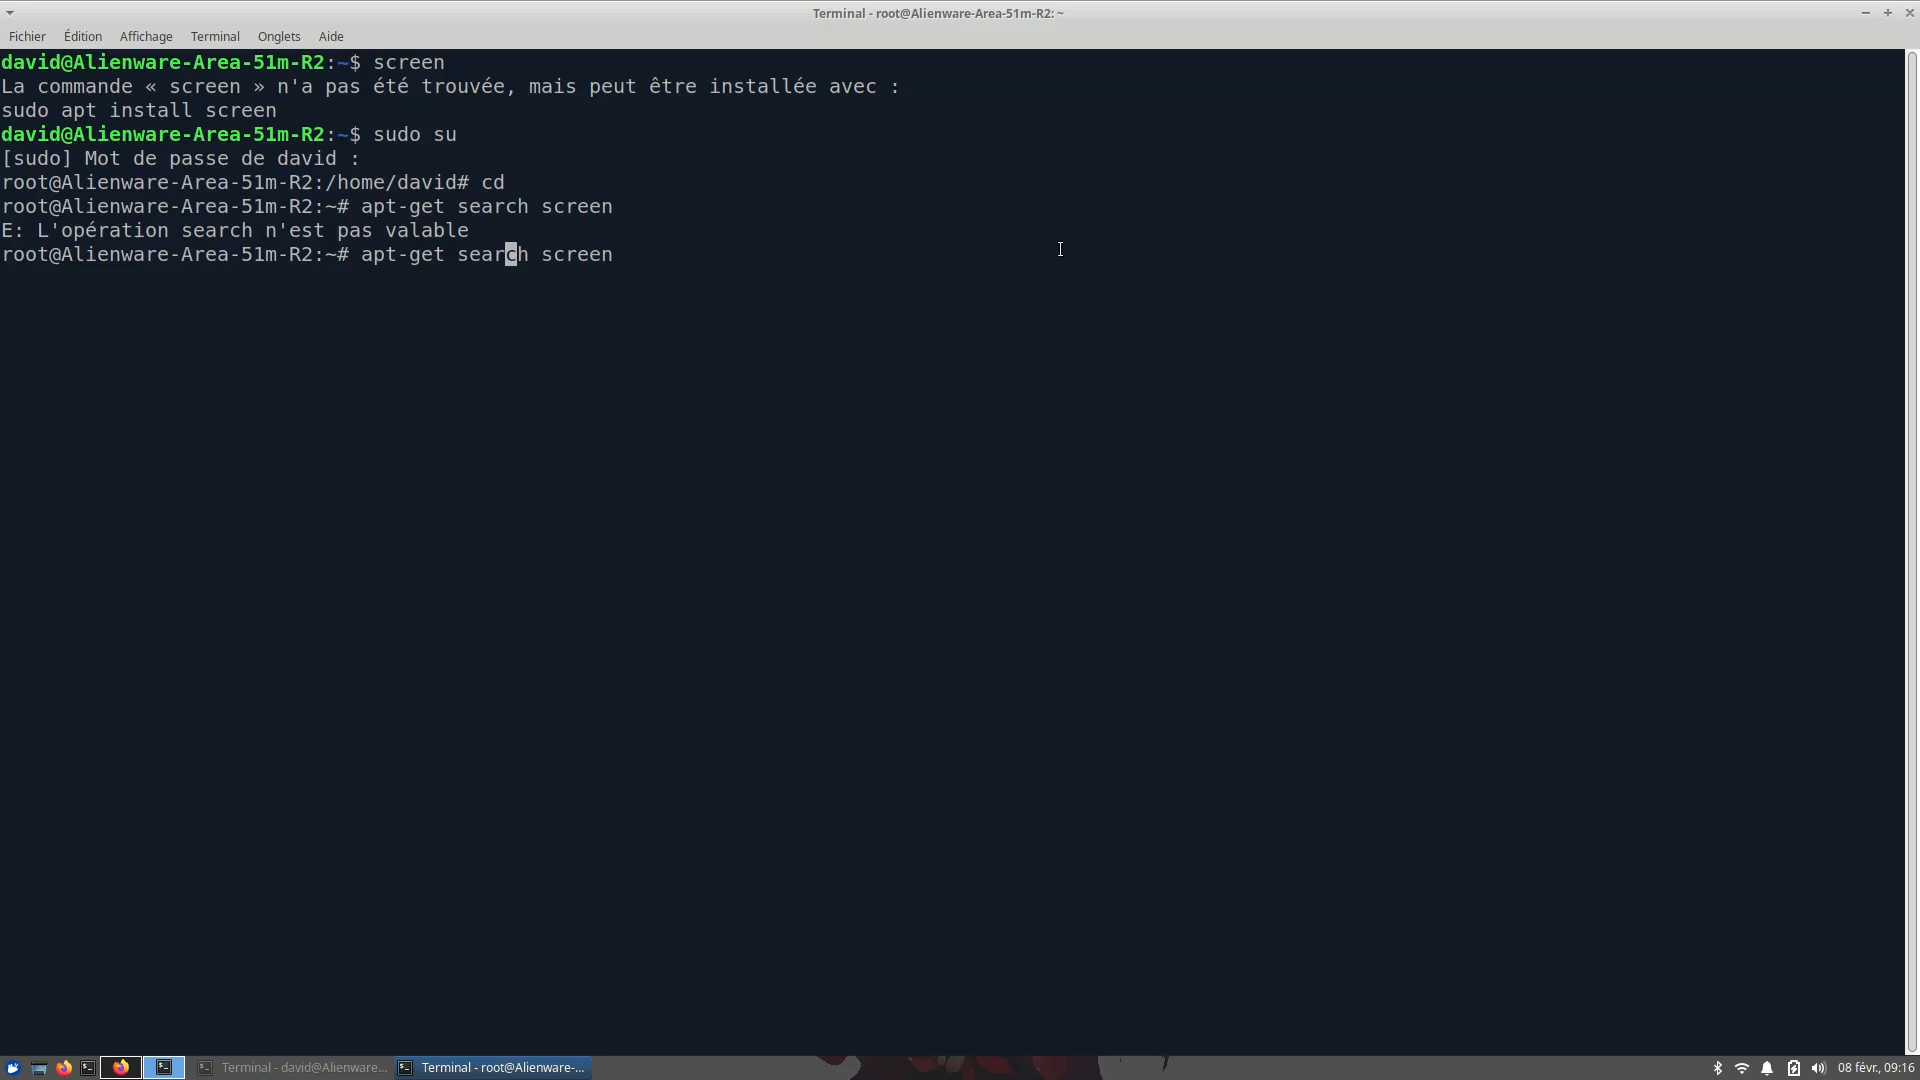 Terminal - root@Alienware-Area-51m-R2: ~
Fichier Édition Affichage Terminal Onglets Aide
david@Alienware-Area-51m-R2:~$ screen
La commande « screen » n'a pas été trouvée, mais peut être installée avec :
sudo apt install screen
david@Alienware-Area-51m-R2:~$ sudo su
[sudo] Mot de passe de david :
root@Alienware-Area-51m-R2:/home/david# cd
root@Alienware-Area-51m-R2:~# apt-get search screen
E: L'opération search n'est pas valable
root@Alienware-Area-51m-R2:~# apt-get search screen
Terminal - david@Alienware... Terminal - root@Alienware-... 08 févr., 09:16